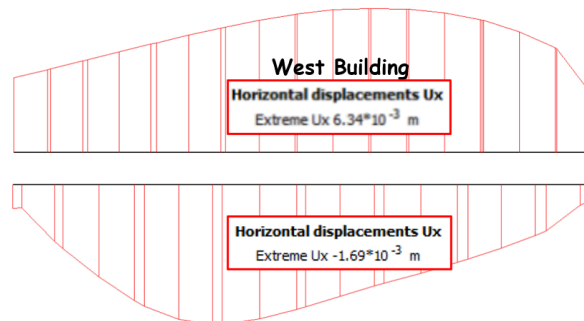 West Building
Horizontal displacements Ux
Extreme Ux 6.34*10⁻³ m
Horizontal displacements Ux
Extreme Ux -1.69*10⁻³ m